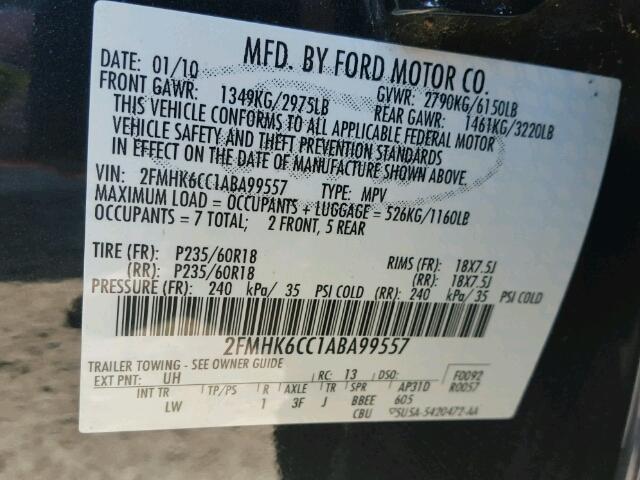 MFD. BY FORD MOTOR CO.
DATE: 01/10 GVWR: 2790KG/6150LB
FRONT GAWR: 1349KG/2975LB REAR GAWR: 1461KG/3220LB
THIS VEHICLE CONFORMS TO ALL APPLICABLE FEDERAL MOTOR
VEHICLE SAFETY AND THEFT PREVENTION STANDARDS
IN EFFECT ON THE DATE OF MANUFACTURE SHOWN ABOVE.
VIN: 2FMHK6CC1ABA99557 TYPE: MPV
MAXIMUM LOAD = OCCUPANTS + LUGGAGE = 526KG/1160LB
OCCUPANTS = 7 TOTAL; 2 FRONT, 5 REAR
TIRE (FR): P235/60R18 RIMS (FR): 18X7.5J
(RR): P235/60R18 (RR): 18X7.5J
PRESSURE (FR): 240 kPa/ 35 PSI COLD (RR): 240 kPa/ 35 PSI COLD
2FMHK6CC1ABA99557
TRAILER TOWING - SEE OWNER GUIDE
EXT PNT: UH RC: 13 DSO: F0092
INT TR TP/PS R AXLE TR SPR AP31D R0057
LW 1 3F J BBEE 605
CBU 5U5A-5420472-AA